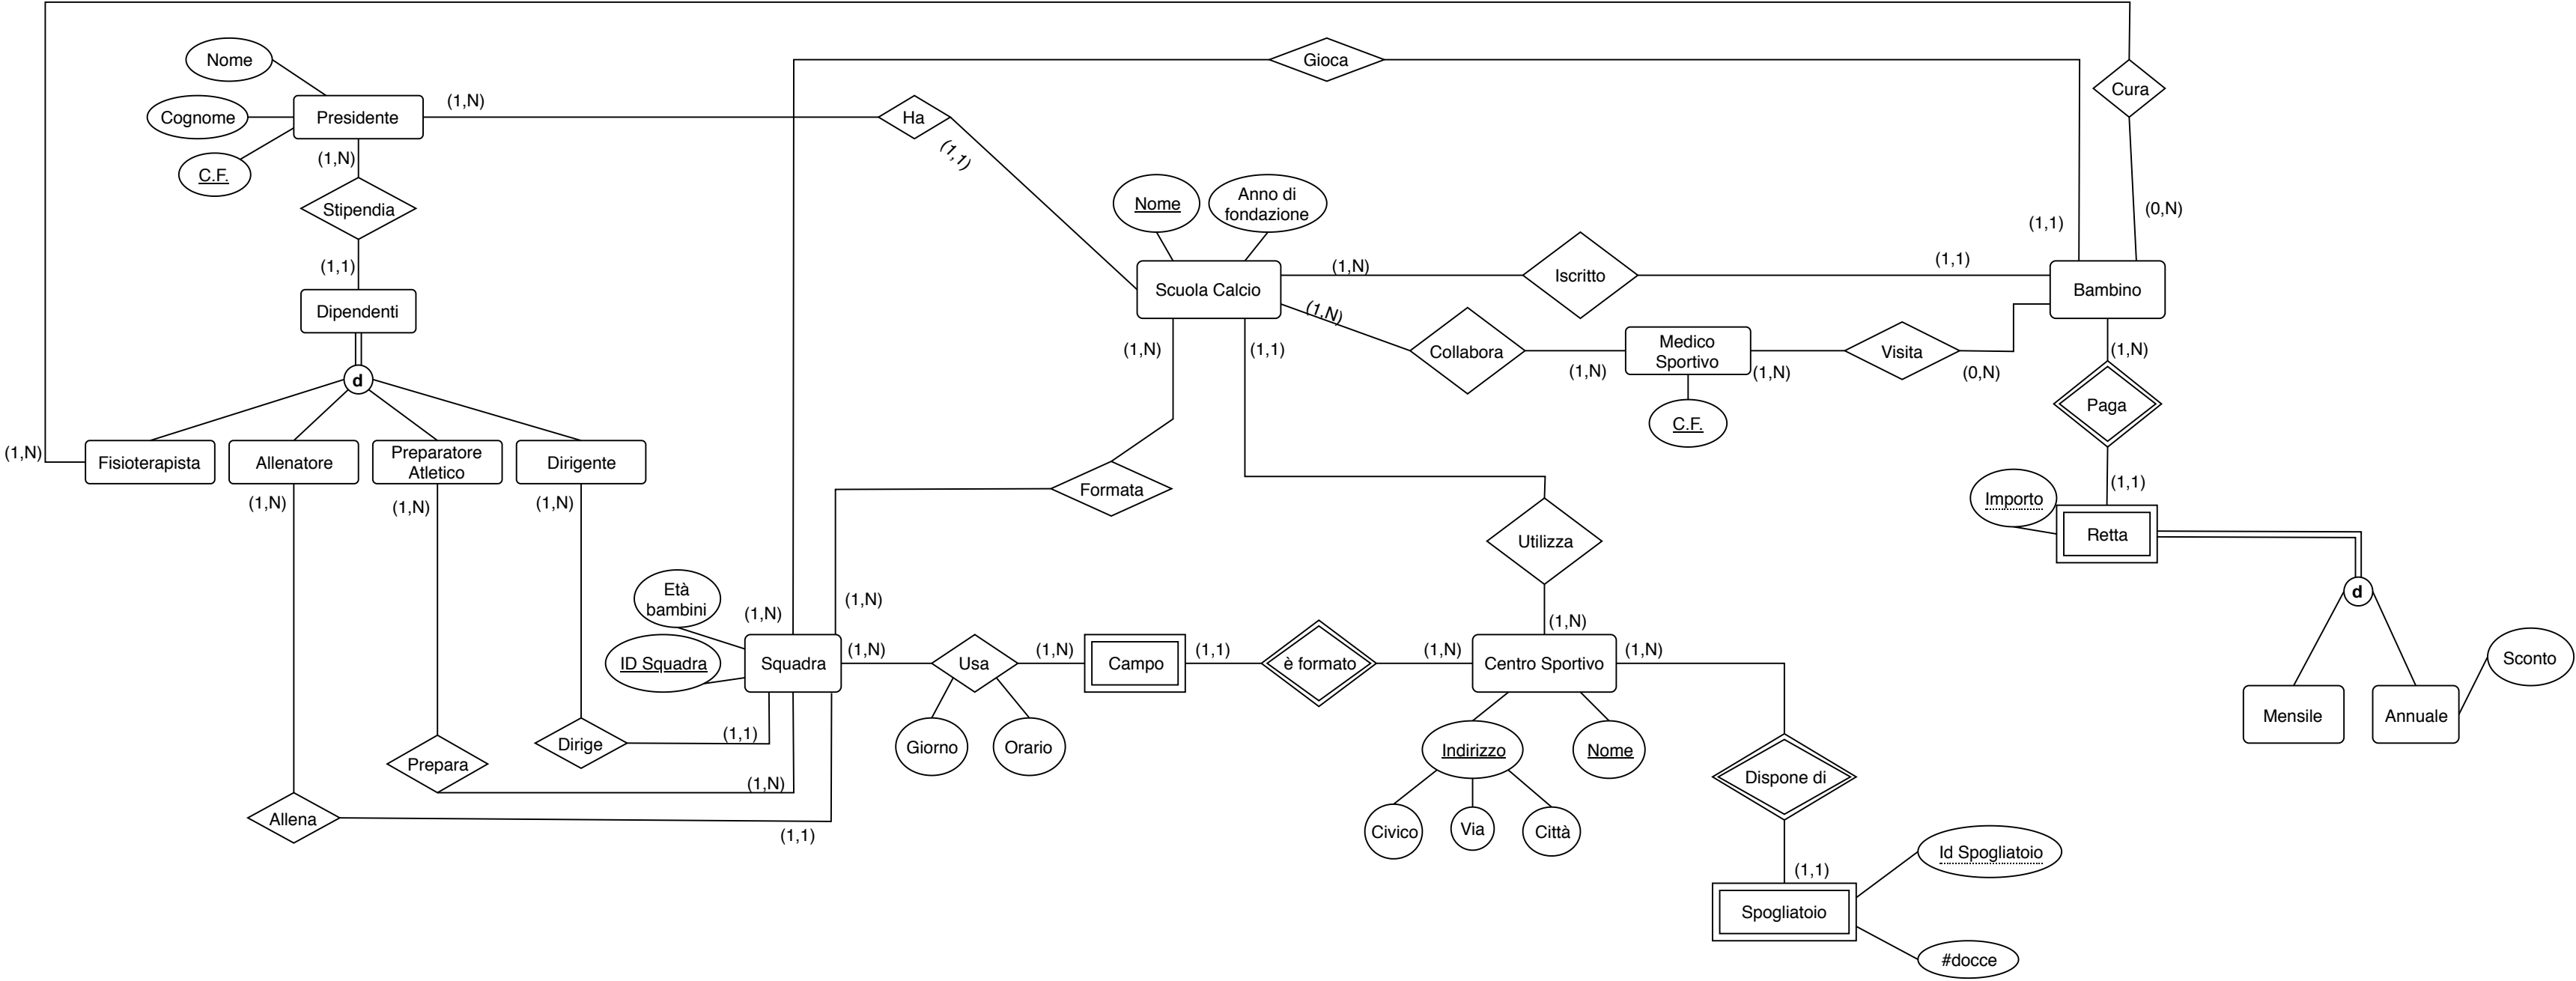 Gioca
Nome
Cura
(1,N)
Cognome
Presidente
Ha
(1,1)
(1,N)
C.F.
Stipendia
Nome
Anno di
fondazione
(1,1)
(0,N)
(1,1)
(1,N)
Iscritto
(1,1)
Dipendenti
Scuola Calcio
Bambino
(1,N)
(1,N)
(1,1)
Collabora
(1,N)
Medico
Sportivo
(1,N)
Visita
(0,N)
(1,N)
d
Paga
C.F.
(1,N)
Fisioterapista
Allenatore
Preparatore
Atletico
Dirigente
(1,N)
(1,N)
(1,N)
Formata
(1,1)
Importo
Retta
Utilizza
Età
bambini
(1,N)
(1,N)
(1,N)
d
ID Squadra
Squadra
(1,N)
Usa
(1,N)
Campo
(1,1)
è formato
(1,N)
Centro Sportivo
(1,N)
Sconto
Mensile
Annuale
Dirige
(1,1)
Giorno
Orario
Indirizzo
Nome
Prepara
(1,N)
Dispone di
Allena
(1,1)
Civico
Via
Città
(1,1)
Id Spogliatoio
Spogliatoio
#docce